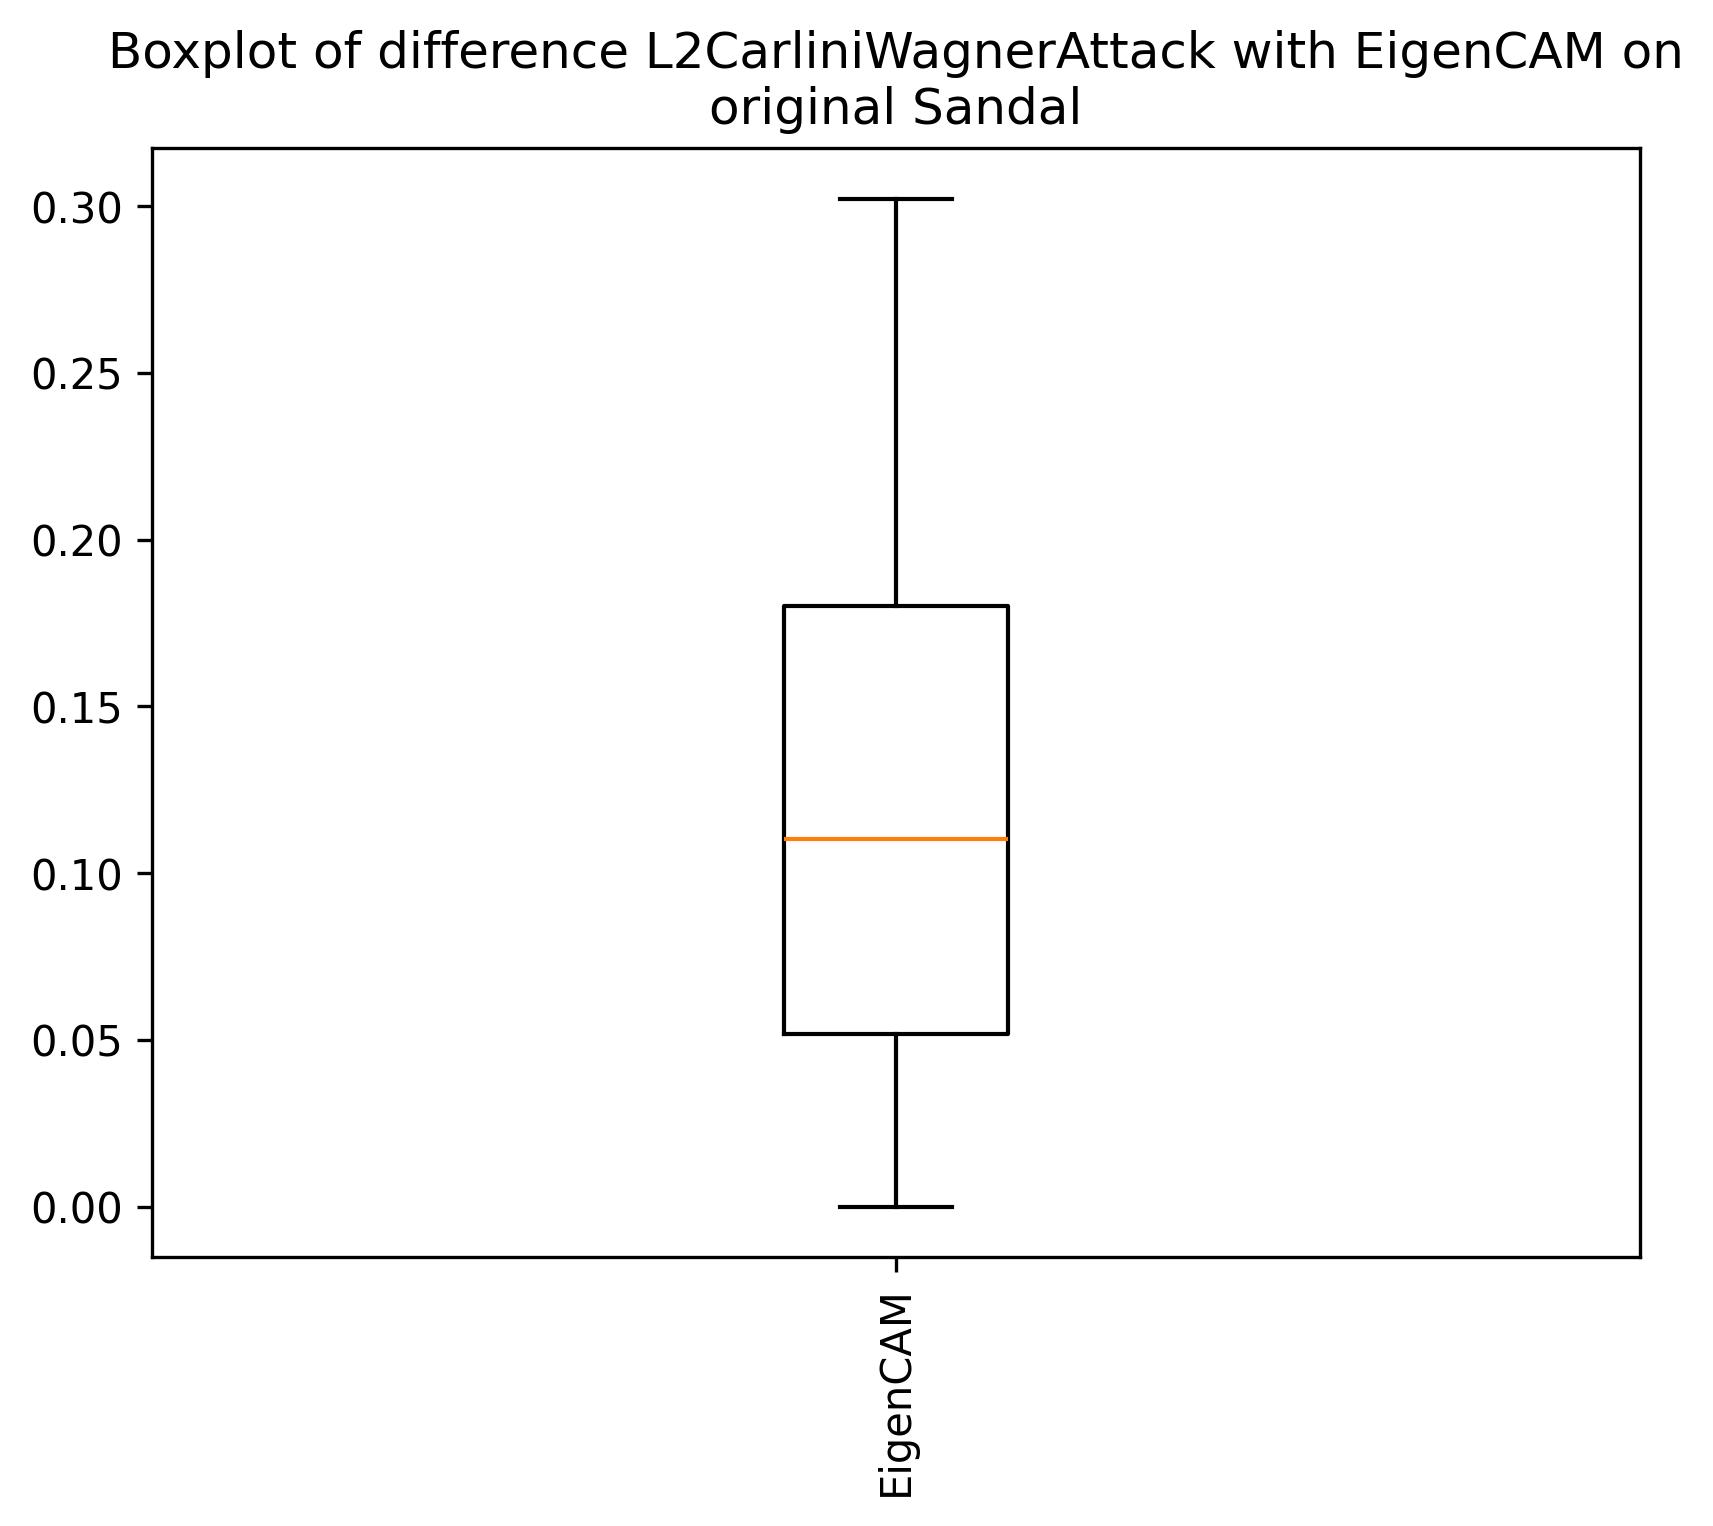 Boxplot of difference L2CarliniWagnerAttack with EigenCAM on
original Sandal
0.30
0.25
0.20
0.15
0.10
0.05
0.00
EigenCAM